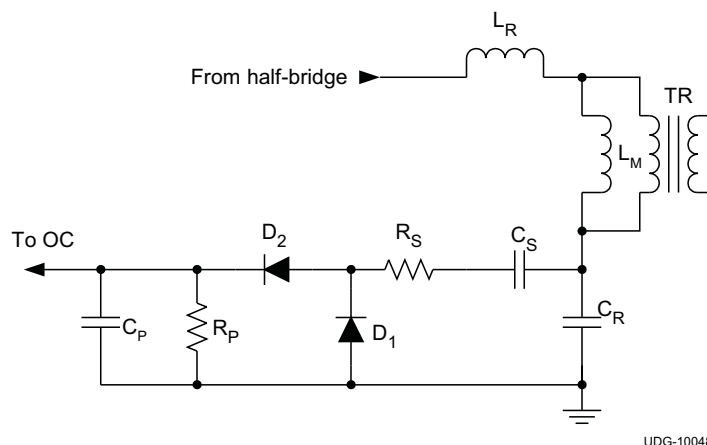 L_R
From half-bridge
TR
L_M
To OC
D_2
R_S
C_S
C_P
R_P
D_1
C_R